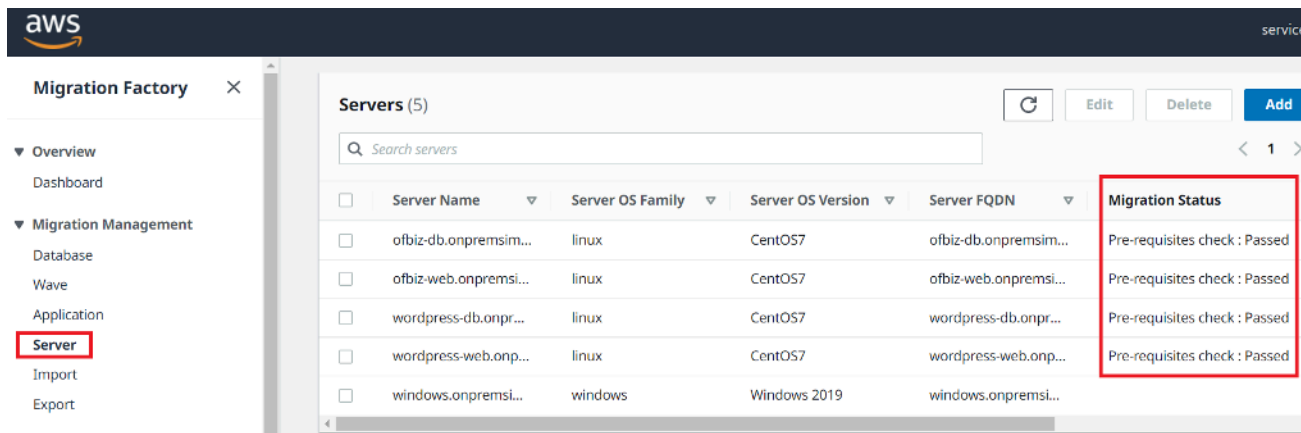 aws
service
Migration Factory
Overview
Dashboard
Migration Management
Database
Wave
Application
Server
Import
Export
Servers (5)
Edit
Delete
Add
Search servers
1
Server Name Server OS Family Server OS Version Server FQDN Migration Status
ofbiz-db.onpremsim... linux CentOS7 ofbiz-db.onpremsim... Pre-requisites check : Passed
ofbiz-web.onpremsi... linux CentOS7 ofbiz-web.onpremsi... Pre-requisites check : Passed
wordpress-db.onpr... linux CentOS7 wordpress-db.onpr... Pre-requisites check : Passed
wordpress-web.onp... linux CentOS7 wordpress-web.onp... Pre-requisites check : Passed
windows.onpremsi... windows Windows 2019 windows.onpremsi...